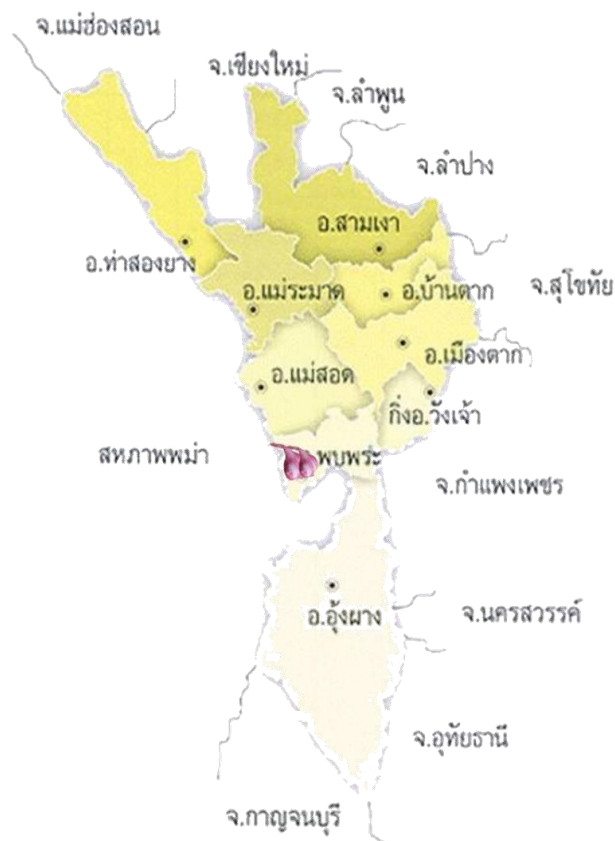 จ.แม่ฮ่องสอน
จ.เชียงใหม่
จ.ลำพูน
จ.ลำปาง
อ.สามเงา
อ.ท่าสองยาง
อ.แม่ระมาด
อ.บ้านตาก
จ.สุโขทัย
อ.เมืองตาก
อ.แม่สอด
กิ่งอ.วังเจ้า
สหภาพพม่า
พบพระ
จ.กำแพงเพชร
อ.อุ้งผาง
จ.นครสวรรค์
จ.อุทัยธานี
จ.กาญจนบุรี